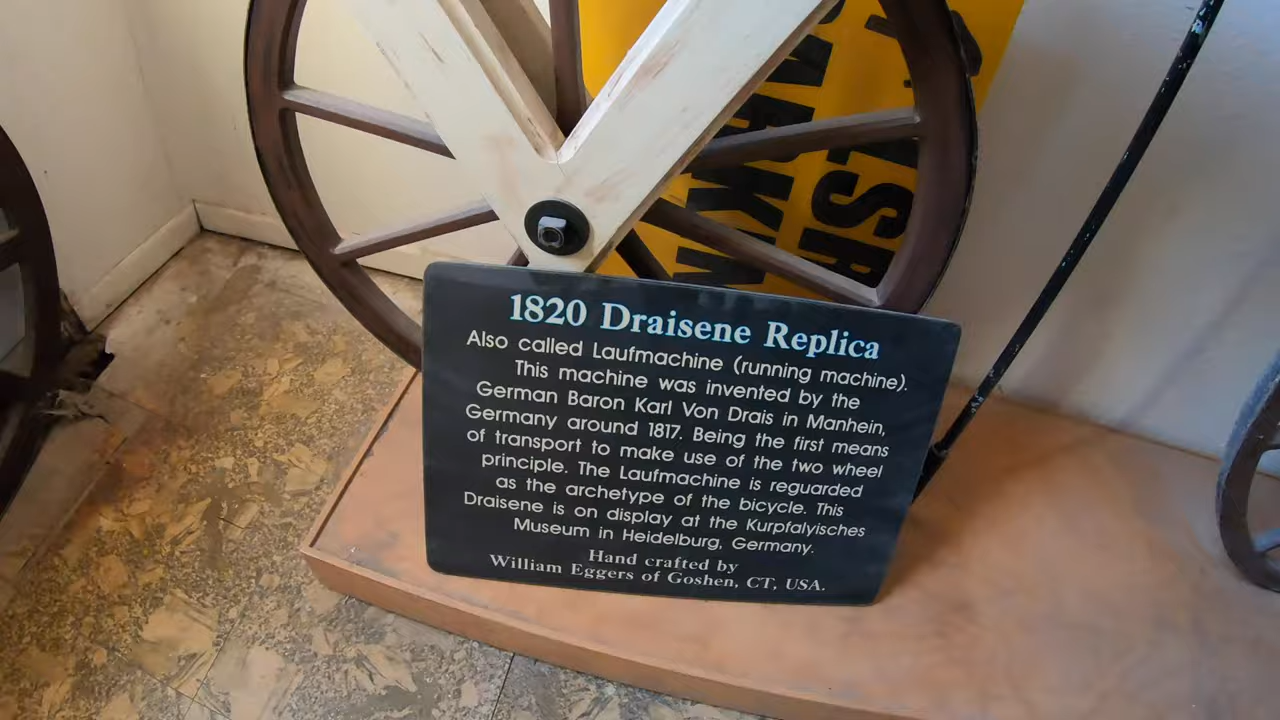 1820 Draisene Replica
Also called Laufmachine (running machine).
This machine was invented by the
German Baron Karl Von Drais in Manhein,
Germany around 1817. Being the first means
of transport to make use of the two wheel
principle. The Laufmachine is reguarded
as the archetype of the bicycle. This
Draisene is on display at the Kurpfalyisches
Museum in Heidelburg, Germany.
Hand crafted by
William Eggers of Goshen, CT, USA.